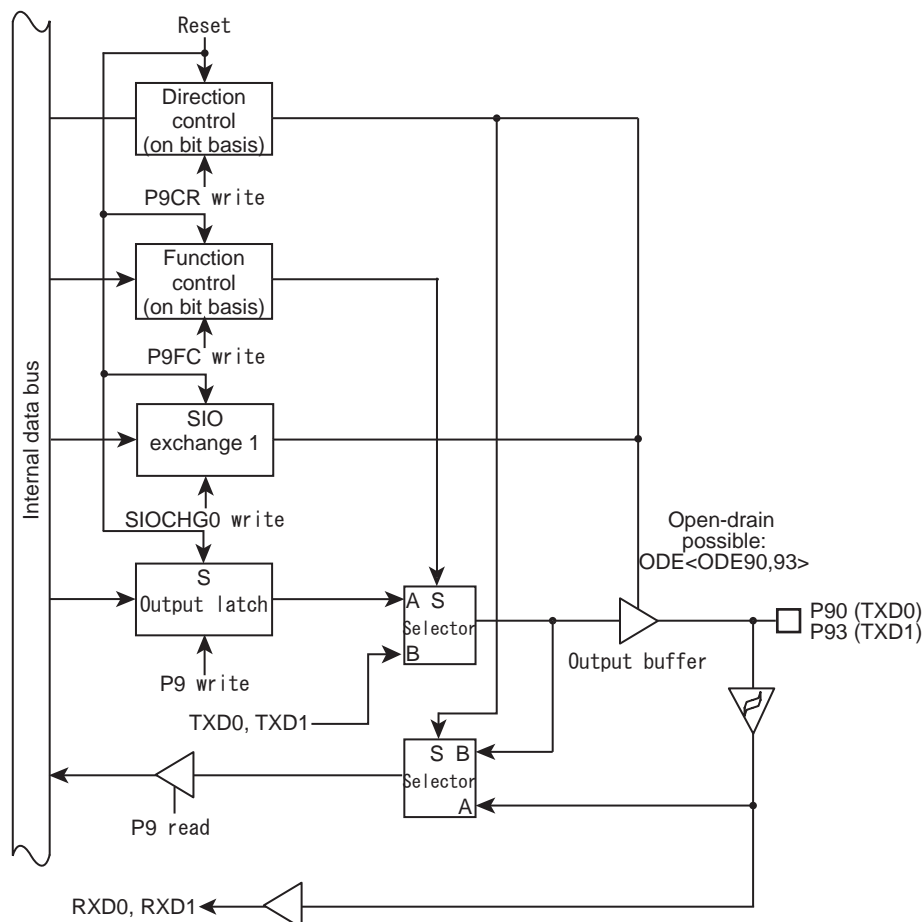 Reset
Direction
control
(on bit basis)
P9CR write
Function
control
(on bit basis)
P9FC write
SIO
exchange 1
SIOCHG0 write
Internal data bus
Open-drain
possible:
ODE<ODE90,93>
S
Output latch
A S
Selector
B
P90 (TXD0)
P93 (TXD1)
Output buffer
P9 write
TXD0, TXD1
S B
Selector
A
P9 read
RXD0, RXD1